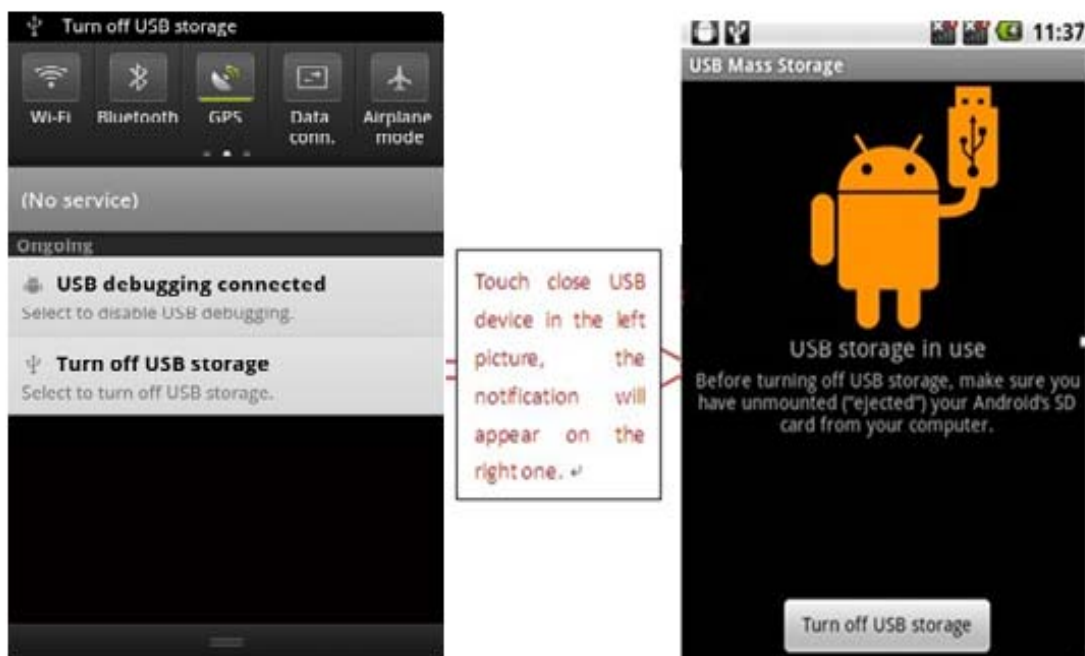 Turn off USB storage
Wi-Fi Bluetooth GPS Data conn. Airplane mode
(No service)
Ongoing
USB debugging connected
Select to disable USB debugging.
Turn off USB storage
Select to turn off USB storage.
Touch close USB
device in the left
picture, the
notification will
appear on the
right one. ↵
11:37
USB Mass Storage
USB storage in use
Before turning off USB storage, make sure you
have unmounted ("ejected") your Android's SD
card from your computer.
Turn off USB storage